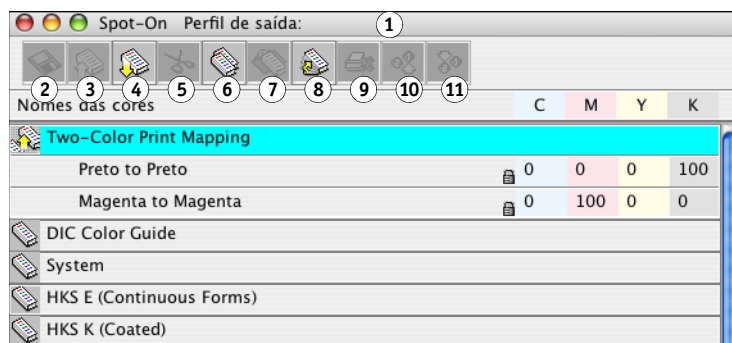 Spot-On Perfil de saída: 1
2 3 4 5 6 7 8 9 10 11
Nomes das cores C M Y K
Two-Color Print Mapping
Preto to Preto 0 0 0 100
Magenta to Magenta 0 100 0 0
DIC Color Guide
System
HKS E (Continuous Forms)
HKS K (Coated)